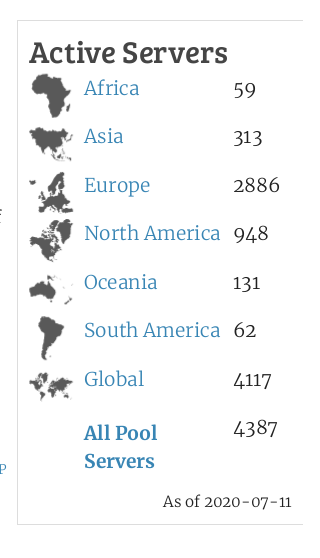 Active Servers
Africa 59
Asia 313
Europe 2886
North America 948
Oceania 131
South America 62
Global 4117
All Pool Servers 4387
As of 2020-07-11
f
P